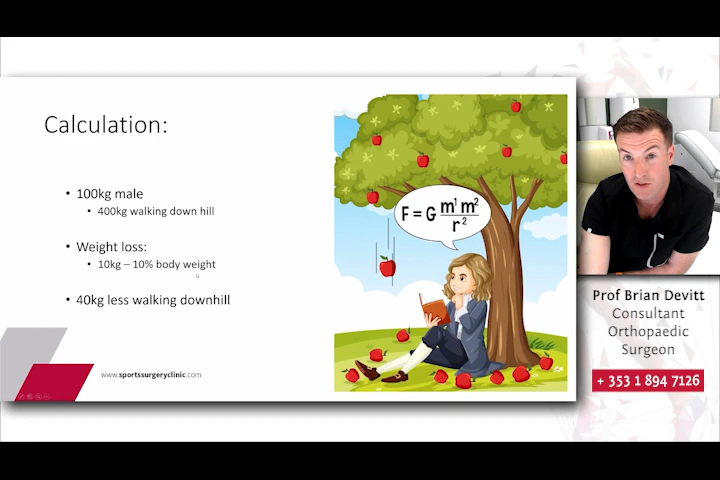 Calculation:
• 100kg male
• 400kg walking down hill
• Weight loss:
• 10kg – 10% body weight
• 40kg less walking downhill
F = G m¹ m² / r²
www.sportssurgeryclinic.com
Prof Brian Devitt
Consultant
Orthopaedic
Surgeon
+ 353 1 894 7126